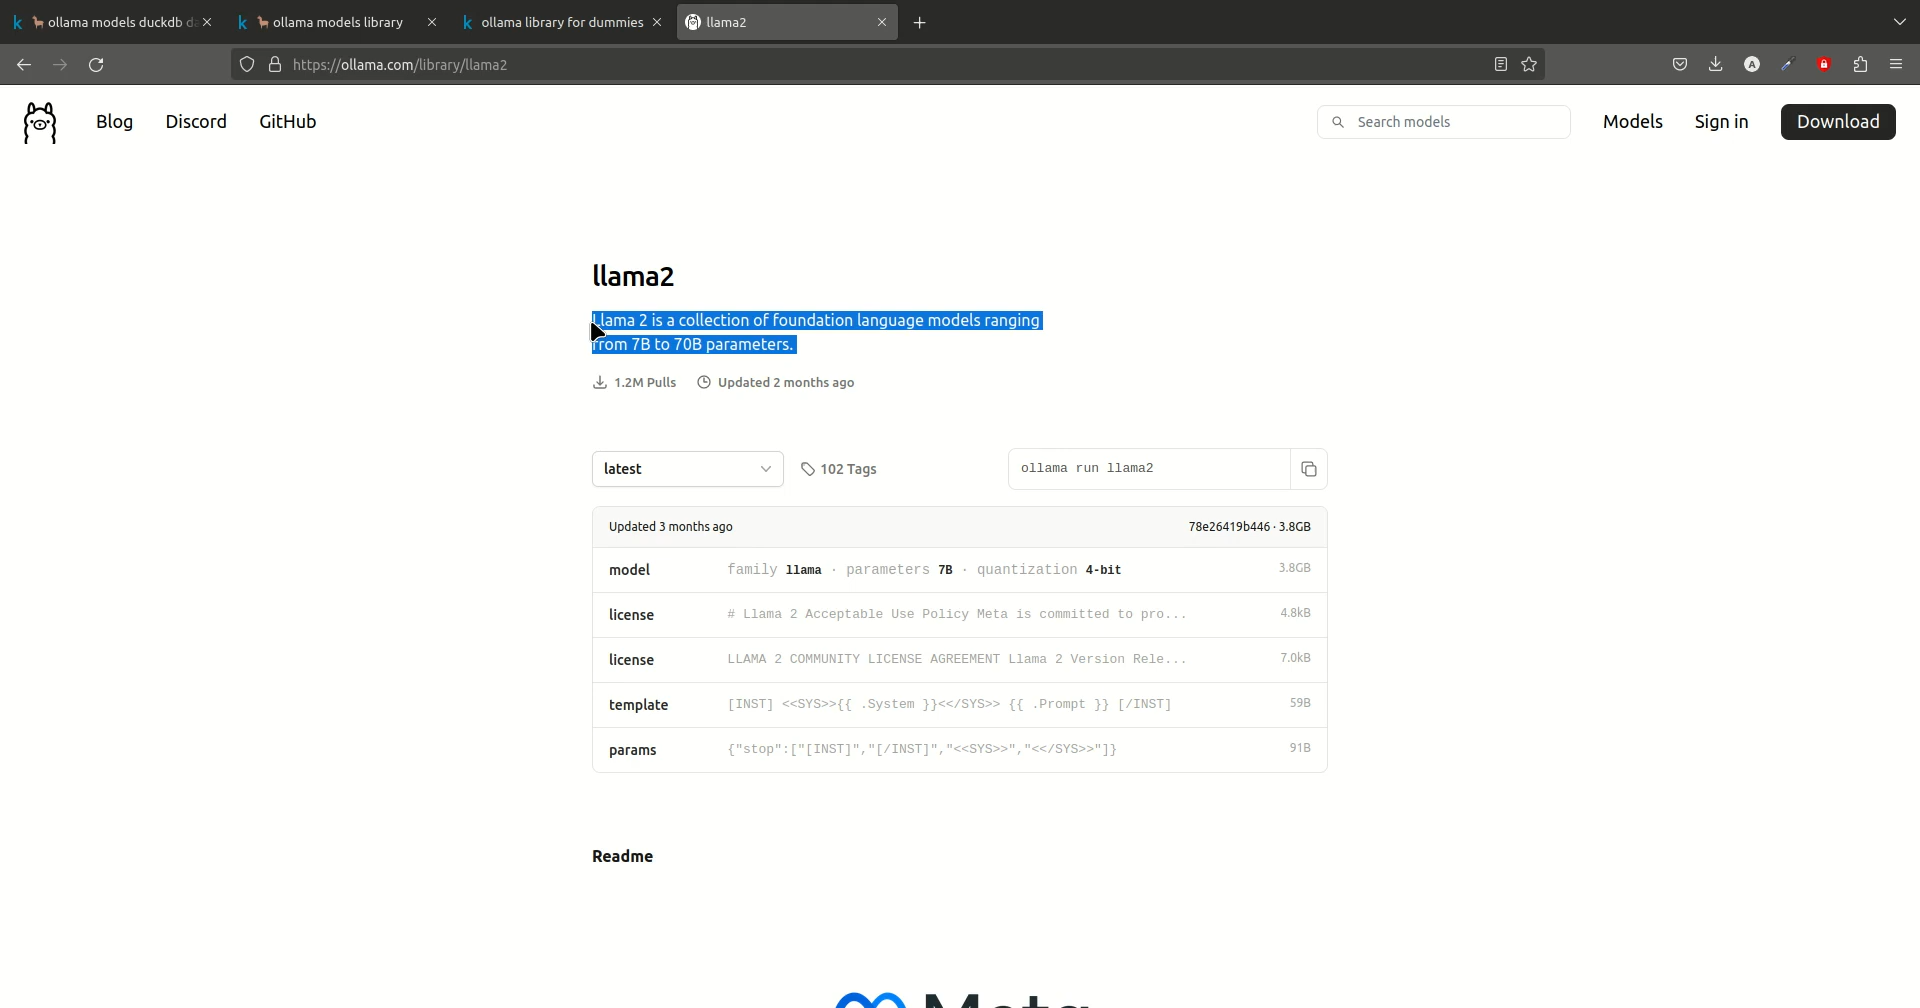 ollama models duckdb d
ollama models library
ollama library for dummies
llama2
https://ollama.com/library/llama2
A
Blog
Discord
GitHub
Search models
Models
Sign in
Download
llama2
Llama 2 is a collection of foundation language models ranging
from 7B to 70B parameters.
1.2M Pulls
Updated 2 months ago
latest
102 Tags
ollama run llama2
Updated 3 months ago
78e26419b446 · 3.8GB
model
family llama · parameters 7B · quantization 4-bit
3.8GB
license
# Llama 2 Acceptable Use Policy Meta is committed to pro...
4.8kB
license
LLAMA 2 COMMUNITY LICENSE AGREEMENT Llama 2 Version Rele...
7.0kB
template
[INST] <<SYS>>{{ .System }}<</SYS>> {{ .Prompt }} [/INST]
59B
params
{"stop":["[INST]","[/INST]","<<SYS>>","<</SYS>>"]}
91B
Readme
Meta